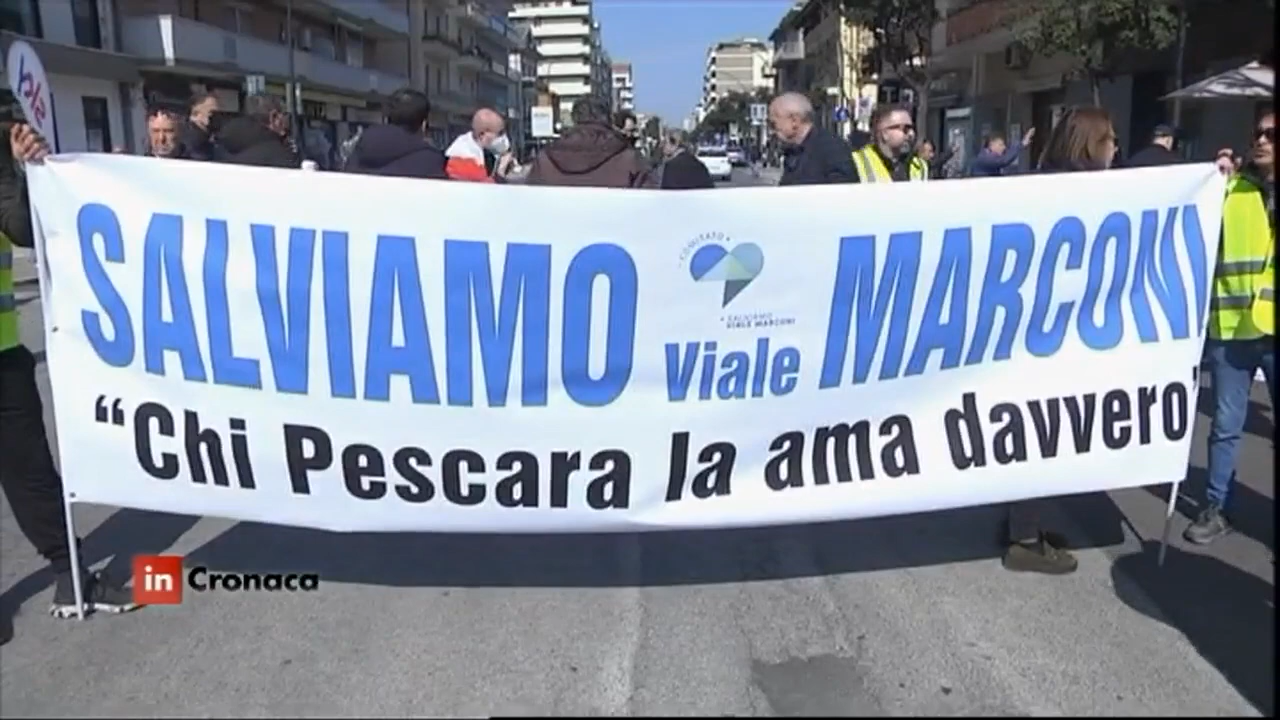 SALVIAMO Viale MARCONI
COMITATO
SALVIAMO
VIALE MARCONI
“Chi Pescara la ama davvero”
in Cronaca